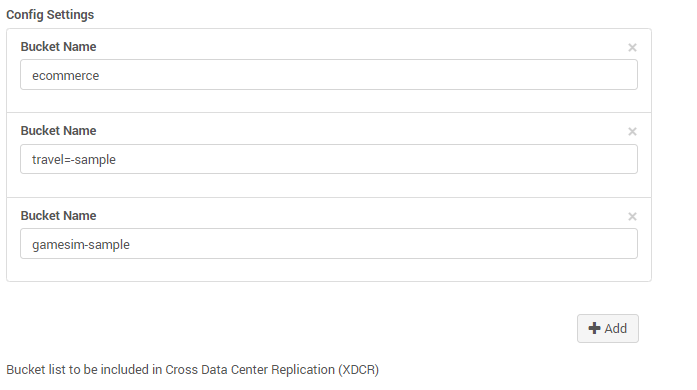 Config Settings
Bucket Name
ecommerce
Bucket Name
travel=-sample
Bucket Name
gamesim-sample
Add
Bucket list to be included in Cross Data Center Replication (XDCR)